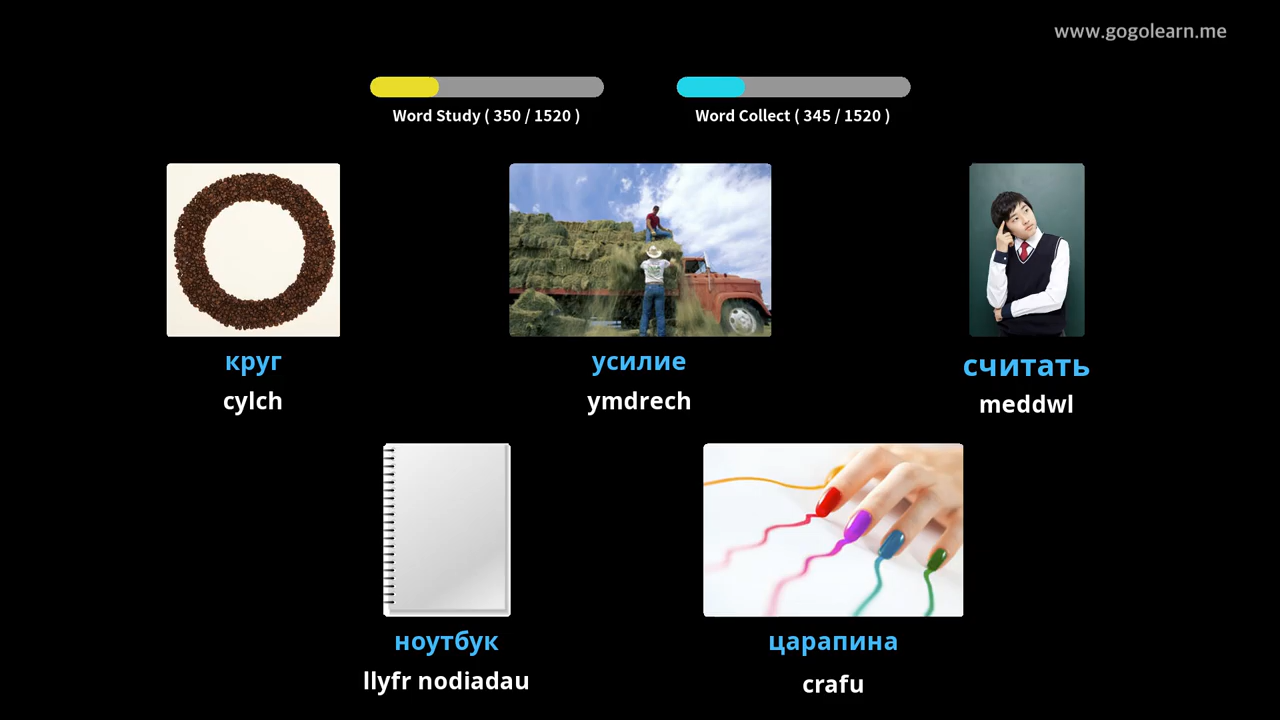 www.gogolearn.me
Word Study ( 350 / 1520 )
Word Collect ( 345 / 1520 )
круг
усилие
считать
cylch
ymdrech
meddwl
ноутбук
царапина
llyfr nodiadau
crafu